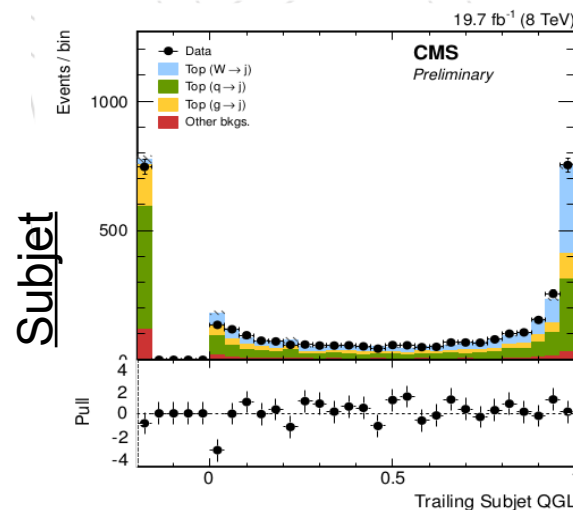 19.7 fb⁻¹ (8 TeV)
Events / bin
1000
500
0
Data
Top (W → j)
Top (q → j)
Top (g → j)
Other bkgs.
CMS
Preliminary
Subjet
Pull
4
2
0
-2
-4
0
0.5
Trailing Subjet QGL